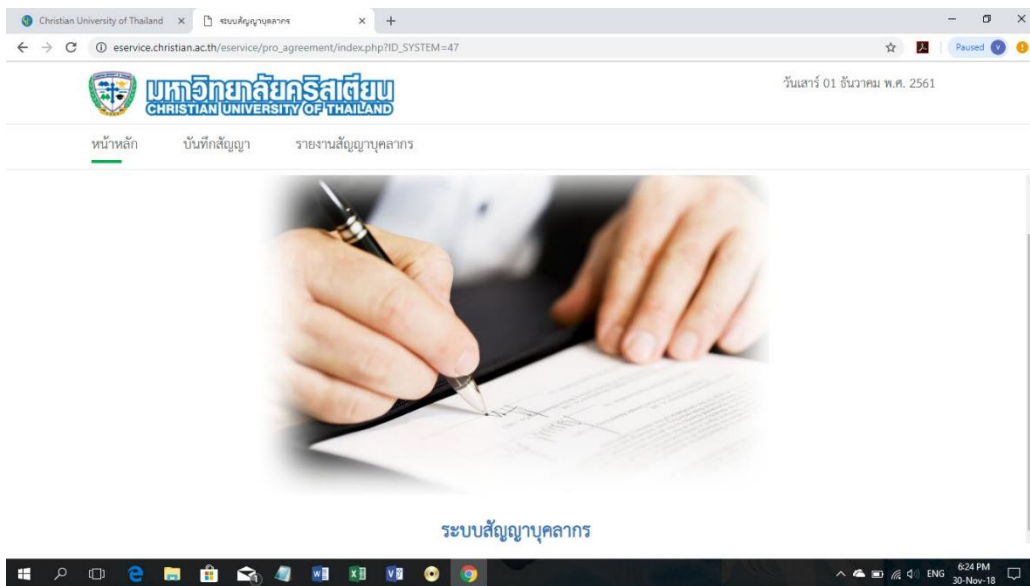 Christian University of Thailand
ระบบสัญญาบุคลากร
eservice.christian.ac.th/eservice/pro_agreement/index.php?ID_SYSTEM=47
Paused
V
มหาวิทยาลัยคริสเตียน
CHRISTIAN UNIVERSITY OF THAILAND
วันเสาร์ 01 ธันวาคม พ.ศ. 2561
หน้าหลัก บันทึกสัญญา รายงานสัญญาบุคลากร
ระบบสัญญาบุคลากร
ENG
6:24 PM
30-Nov-18